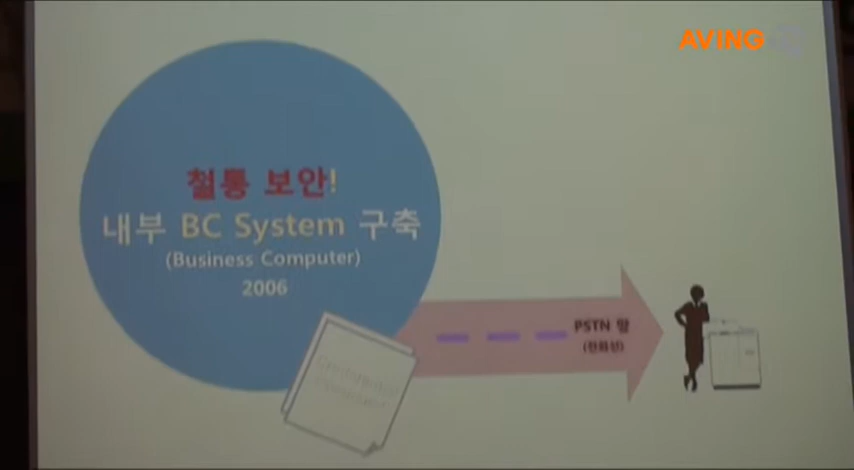 AVING
철통 보안!
내부 BC System 구축
(Business Computer)
2006
PSTN 망
(전화선)